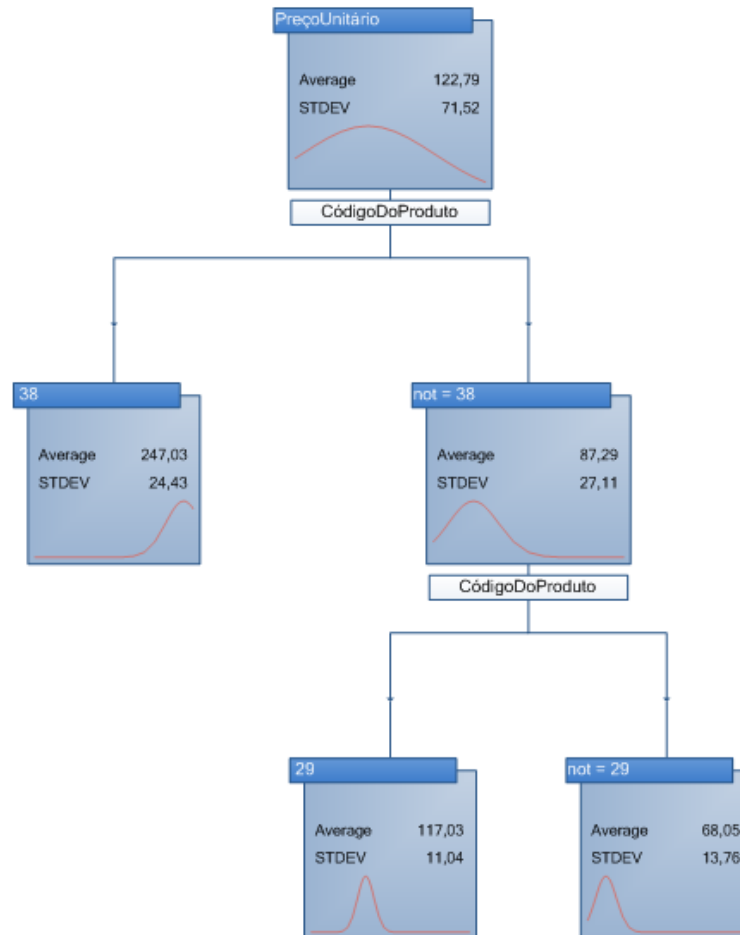 PreçoUnitário
Average 122,79
STDEV 71,52
CódigoDoProduto
38
Average 247,03
STDEV 24,43
not = 38
Average 87,29
STDEV 27,11
CódigoDoProduto
29
Average 117,03
STDEV 11,04
not = 29
Average 68,05
STDEV 13,76